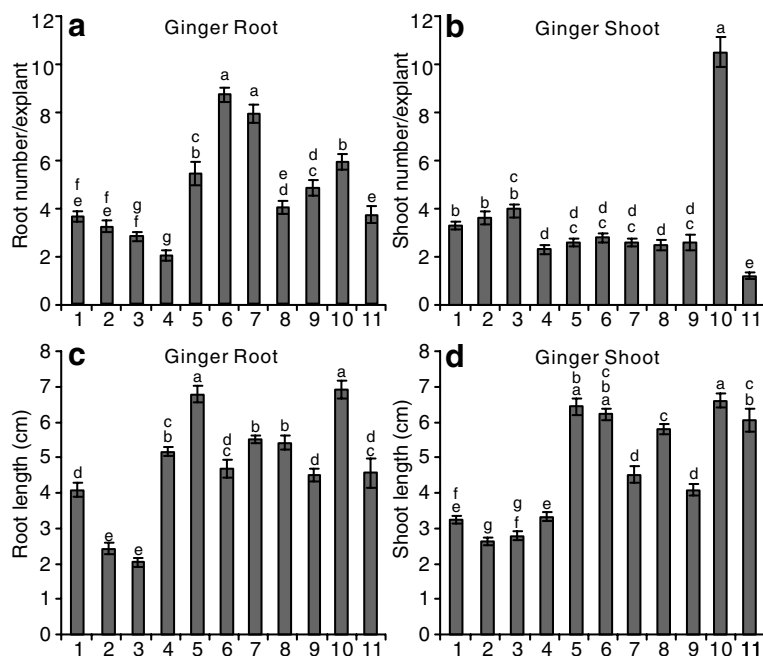 a
Ginger Root
Root number/explant
12
10
8
6
4
2
0
f
e
f
e
g
f
g
c
b
a
a
e
d
d
c
b
e
1 2 3 4 5 6 7 8 9 10 11
b
Ginger Shoot
Shoot number/explant
12
10
8
6
4
2
0
b
b
c
b
d
d
c
d
c
d
c
d
d
c
a
e
1 2 3 4 5 6 7 8 9 10 11
c
Ginger Root
Root length (cm)
8
7
6
5
4
3
2
1
0
d
e
e
c
b
a
d
c
b
b
d
a
d
c
1 2 3 4 5 6 7 8 9 10 11
d
Ginger Shoot
Shoot length (cm)
8
7
6
5
4
3
2
1
0
f
e
g
g
f
e
b
a
c
b
a
d
c
d
a
c
b
1 2 3 4 5 6 7 8 9 10 11